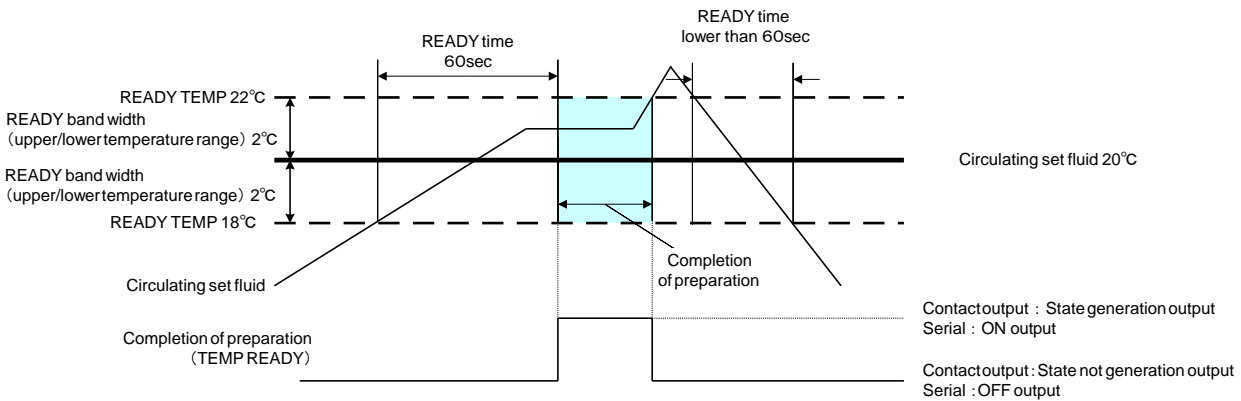 READY time
60sec
READY time
lower than 60sec
READY TEMP 22℃
READY band width
（upper/lower temperature range）2℃
Circulating set fluid 20℃
READY band width
（upper/lower temperature range）2℃
READY TEMP 18℃
Completion
of preparation
Circulating set fluid
Contact output：State generation output
Serial：ON output
Completion of preparation
（TEMP READY）
Contact output：State not generation output
Serial：OFF output